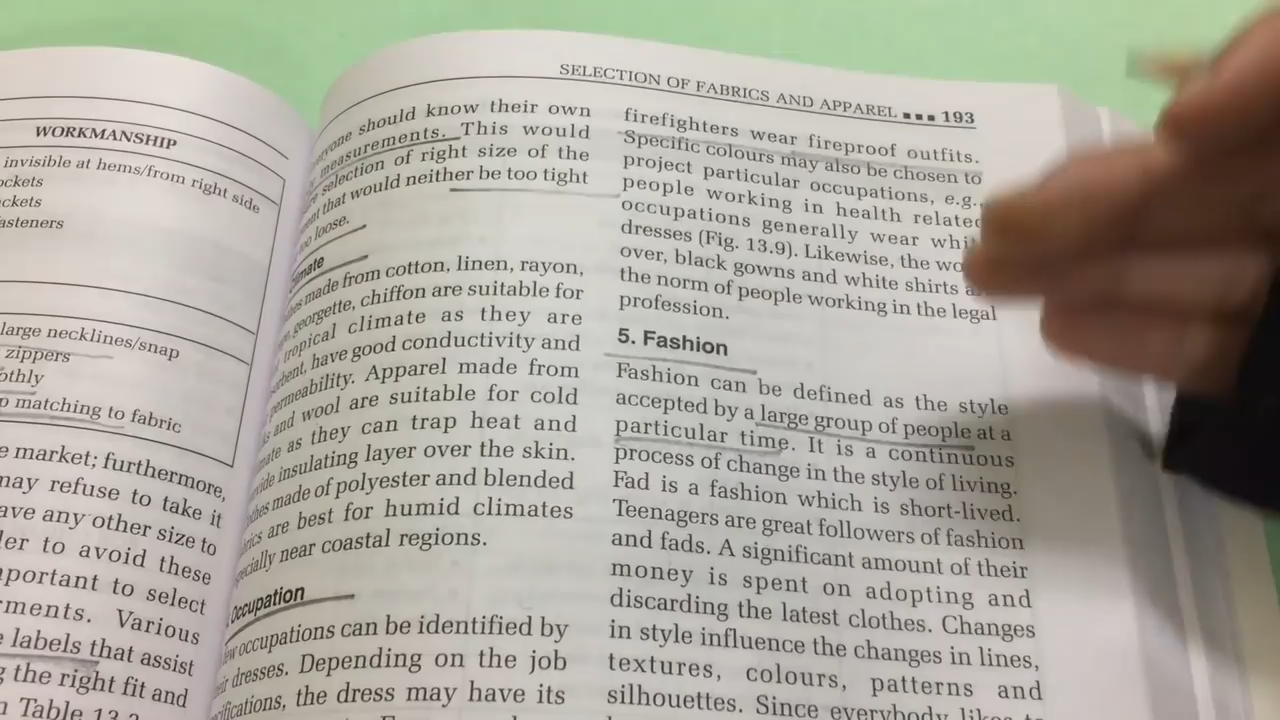 SELECTION OF FABRICS AND APPAREL ■■■ 193
WORKMANSHIP
invisible at hems/from right side
large necklines/snap
zippers
matching to fabric
market; furthermore,
may refuse to take it
any other size to
to avoid these
to select
Various
labels that assist
the right fit and
Table 13.2
should know their own
measurements. This would
selection of right size of the
that would neither be too tight
loose.
made from cotton, linen, rayon,
georgette, chiffon are suitable for
tropical climate as they are
have good conductivity and
permeability. Apparel made from
and wool are suitable for cold
as they can trap heat and
insulating layer over the skin.
made of polyester and blended
are best for humid climates
near coastal regions.
Occupation
occupations can be identified by
dresses. Depending on the job
the dress may have its
firefighters wear fireproof outfits.
Specific colours may also be chosen to
project particular occupations, e.g.,
people working in health related
occupations generally wear
dresses (Fig. 13.9). Likewise, the
over, black gowns and white shirts
the norm of people working in the legal
profession.
5. Fashion
Fashion can be defined as the style
accepted by a large group of people at a
particular time. It is a continuous
process of change in the style of living.
Fad is a fashion which is short-lived.
Teenagers are great followers of fashion
and fads. A significant amount of their
money is spent on adopting and
discarding the latest clothes. Changes
in style influence the changes in lines,
textures, colours, patterns and
silhouettes. Since everybody likes to